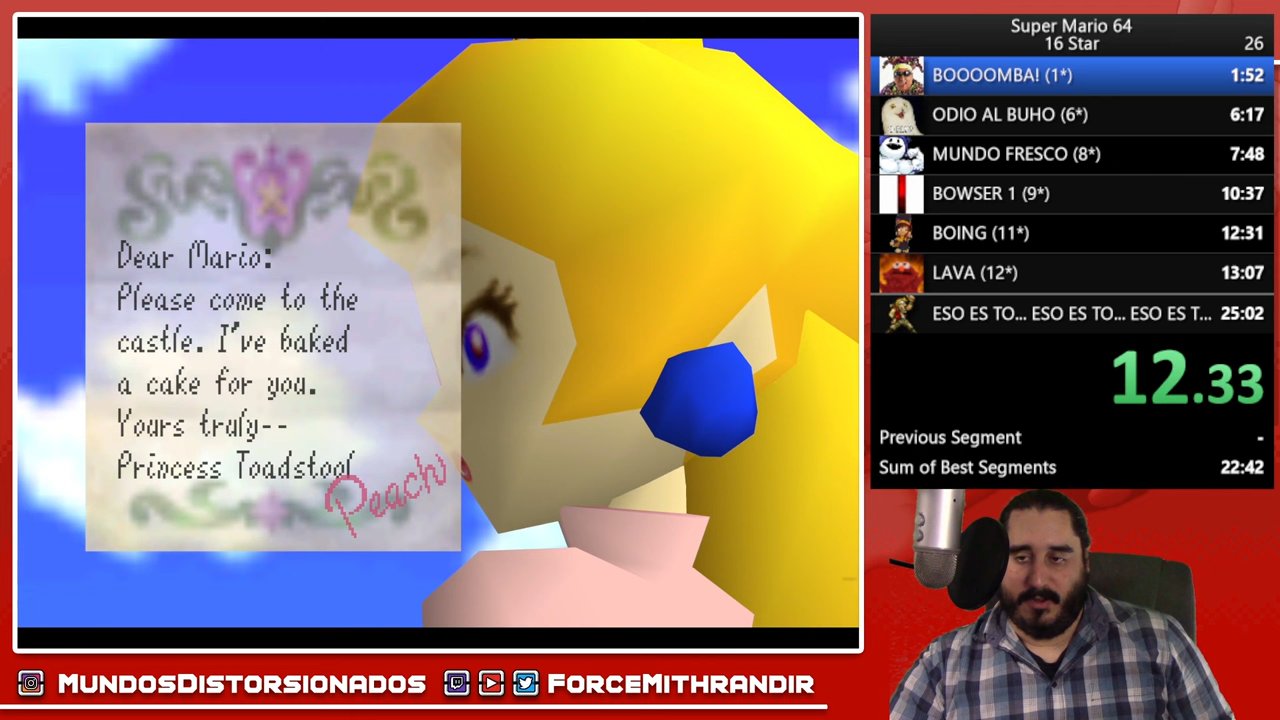 Dear Mario:
Please come to the
castle. I've baked
a cake for you.
Yours truly--
Princess Toadstool
Peach
Super Mario 64
16 Star 26
BOOOOMBA! (1*) 1:52
ODIO AL BUHO (6*) 6:17
MUNDO FRESCO (8*) 7:48
BOWSER 1 (9*) 10:37
BOING (11*) 12:31
LAVA (12*) 13:07
ESO ES TO... ESO ES TO... ESO ES T... 25:02
12.33
Previous Segment -
Sum of Best Segments 22:42
MUNDOSDISTORSIONADOS FORCEMITHRANDIR